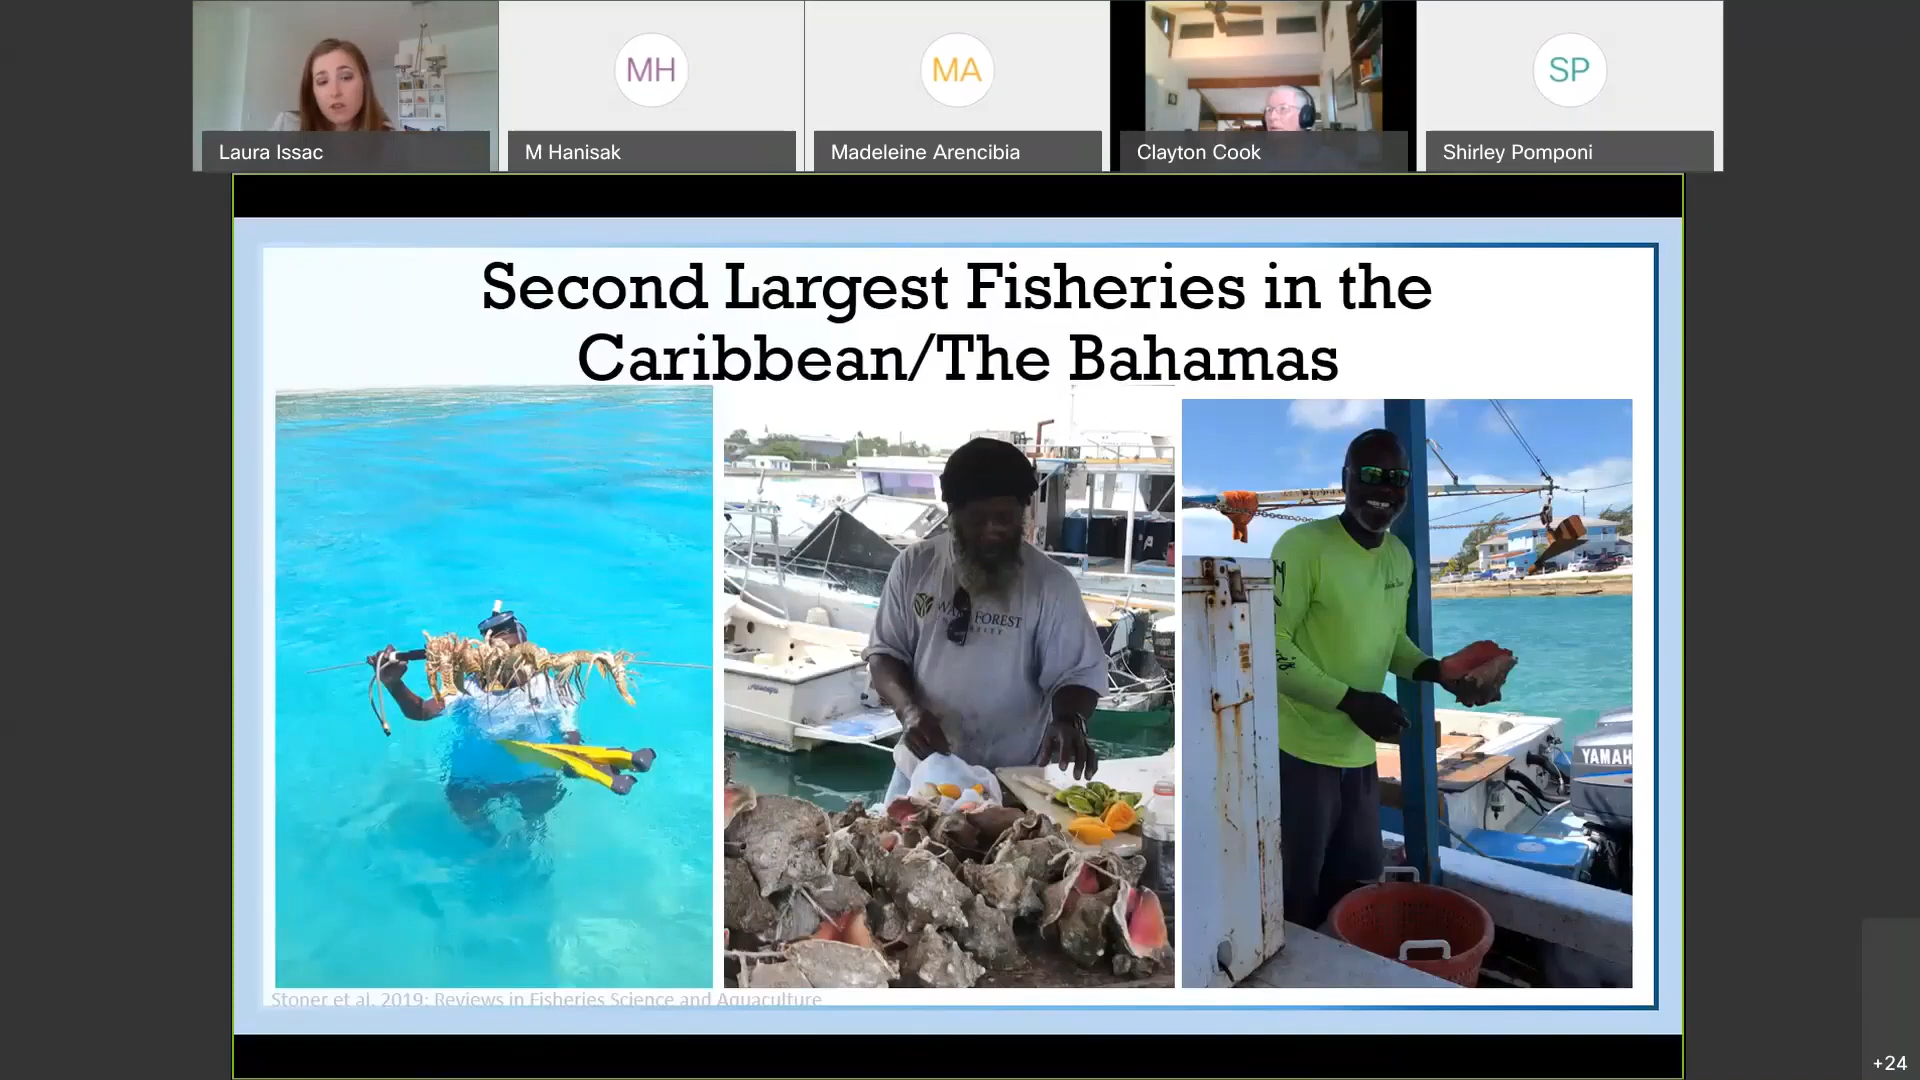 MH
MA
SP
Laura Issac
M Hanisak
Madeleine Arencibia
Clayton Cook
Shirley Pomponi
Second Largest Fisheries in the
Caribbean/The Bahamas
FOREST
YAMAH
Stoner et al. 2019: Reviews in Fisheries Science and Aquaculture
+24